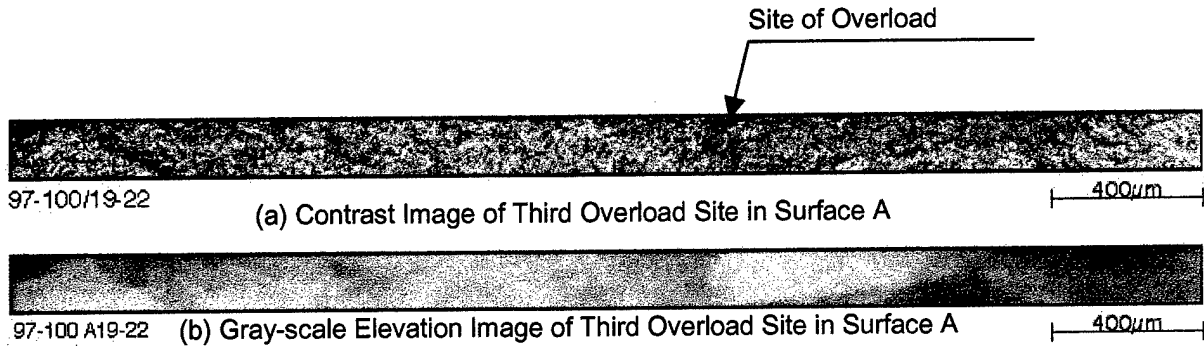 Site of Overload
97-100/19-22
(a) Contrast Image of Third Overload Site in Surface A
400µm
97-100 A19-22
(b) Gray-scale Elevation Image of Third Overload Site in Surface A
400µm